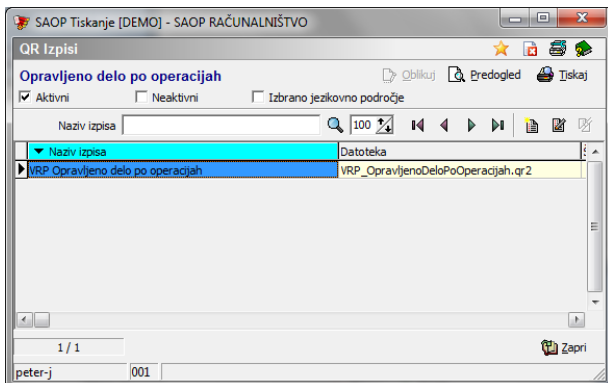 SAOP Tiskanje [DEMO] - SAOP RAČUNALNIŠTVO
QR Izpisi
Opravljeno delo po operacijah
Oblikuj Predogled Tiskaj
Aktivni Neaktivni Izbrano jezikovno področje
Naziv izpisa 100
Naziv izpisa Datoteka
VRP Opravljeno delo po operacijah VRP_OpravljenoDeloPoOperacijah.qr2
1 / 1
Zapri
peter-j 001